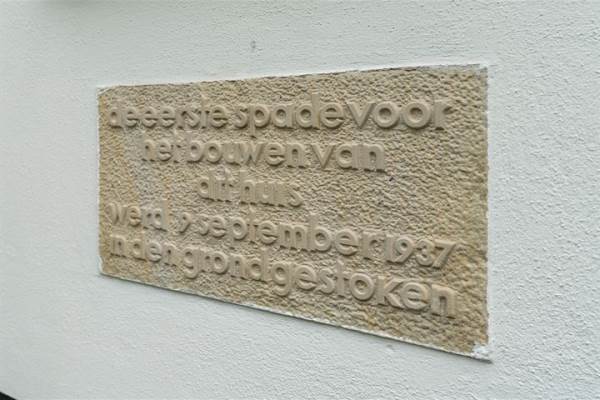 de eerste spade voor
het bouwen van
dit huis
werd 9 september 1937
in den grond gestoken